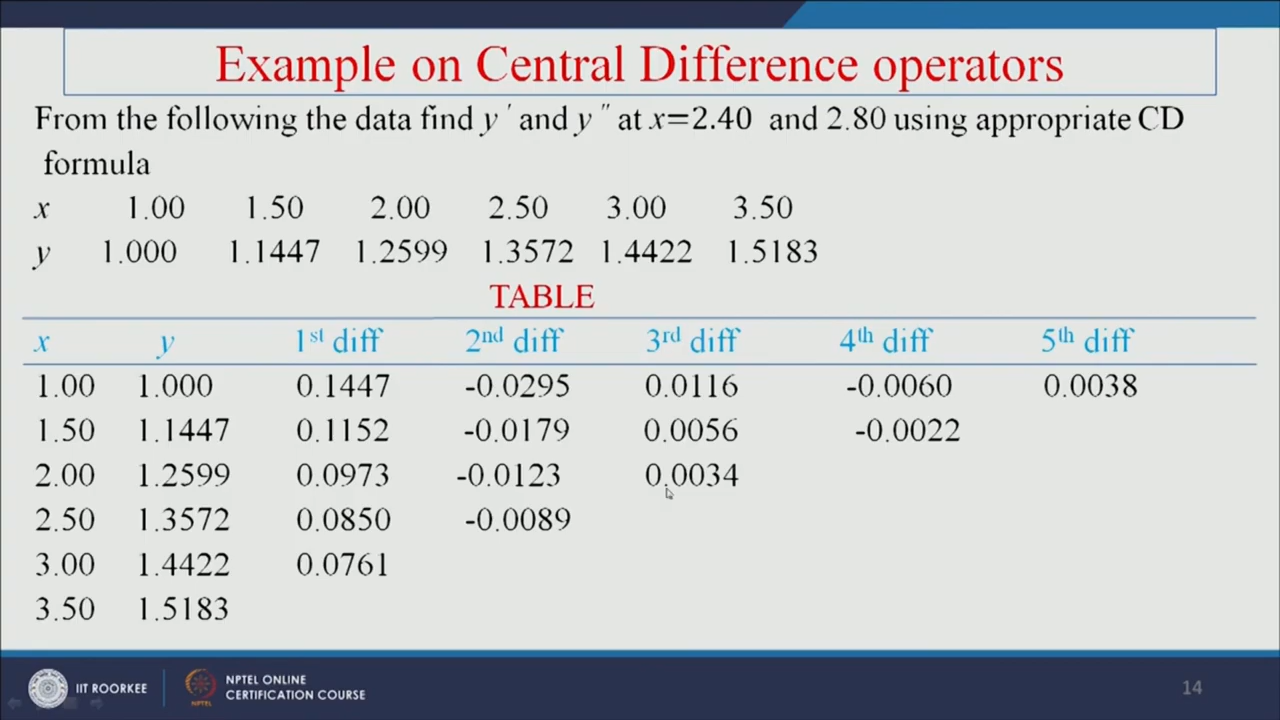 Example on Central Difference operators
From the following the data find y′ and y″ at x=2.40 and 2.80 using appropriate CD
formula
x 1.00 1.50 2.00 2.50 3.00 3.50
y 1.000 1.1447 1.2599 1.3572 1.4422 1.5183
TABLE
x y 1st diff 2nd diff 3rd diff 4th diff 5th diff
1.00 1.000 0.1447 -0.0295 0.0116 -0.0060 0.0038
1.50 1.1447 0.1152 -0.0179 0.0056 -0.0022
2.00 1.2599 0.0973 -0.0123 0.0034
2.50 1.3572 0.0850 -0.0089
3.00 1.4422 0.0761
3.50 1.5183
IIT ROORKEE
NPTEL
NPTEL ONLINE
CERTIFICATION COURSE
14